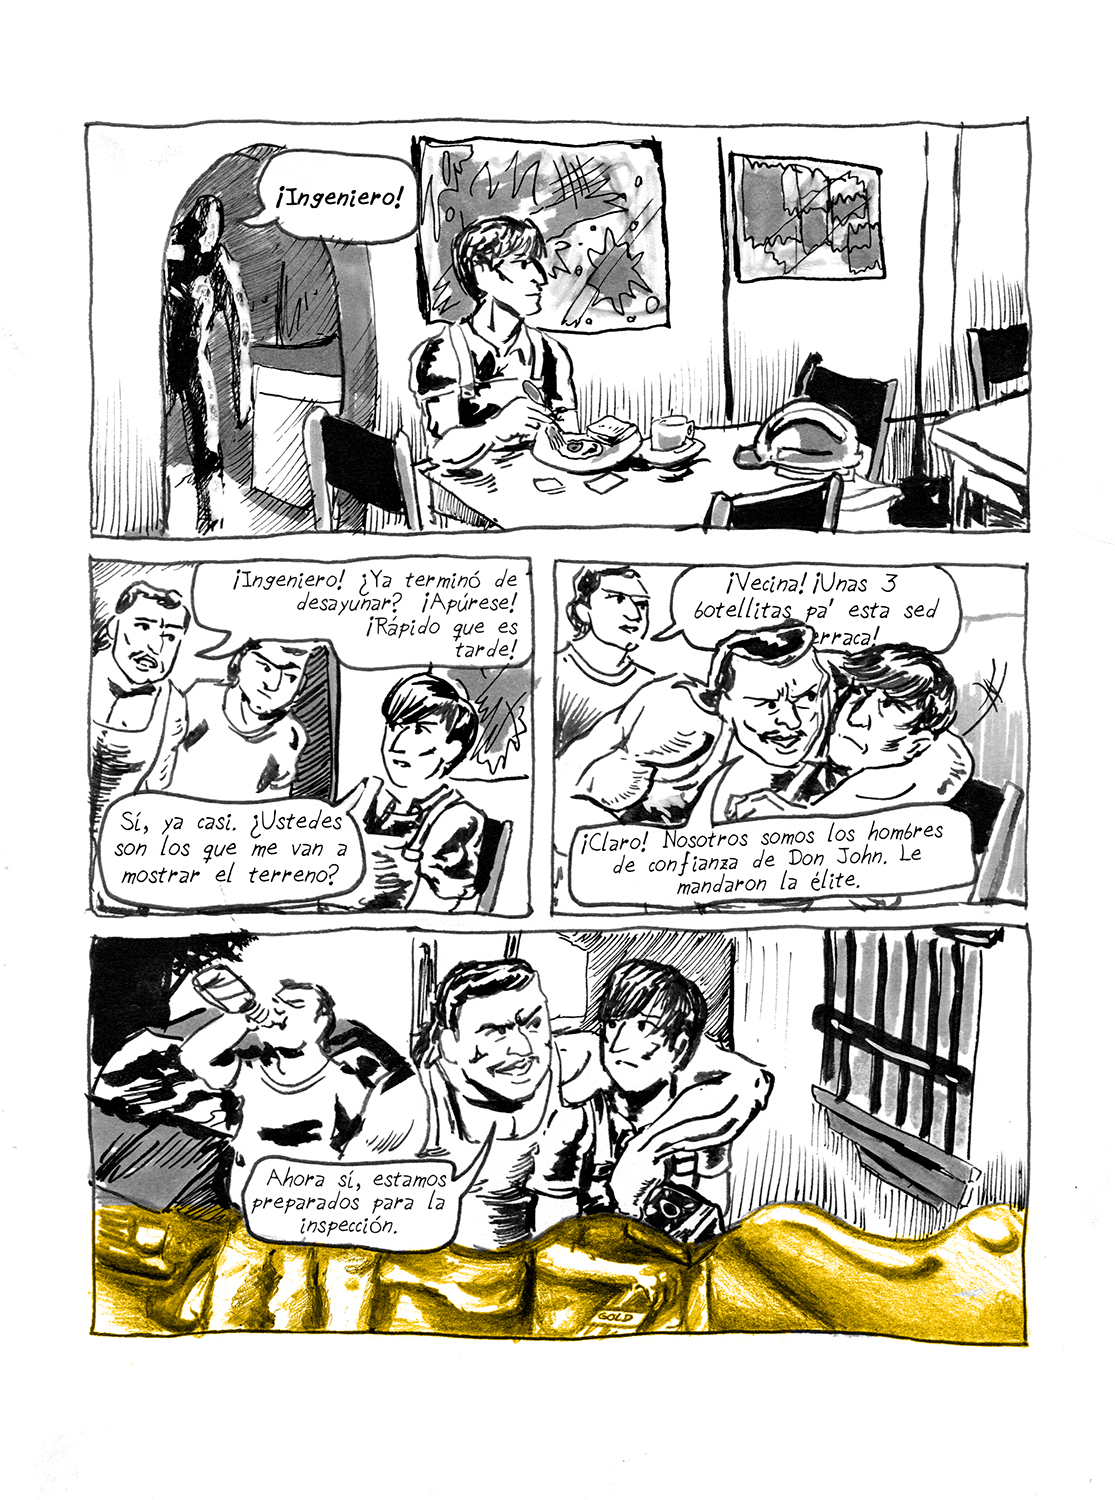 ¡Ingeniero!
¡Ingeniero! ¿Ya terminó de
desayunar? ¡Apúrese!
¡Rápido que es
tarde!
Sí, ya casi. ¿Ustedes
son los que me van a
mostrar el terreno?
¡Vecina! ¡Unas 3
botellitas pa' esta sed
erraca!
¡Claro! Nosotros somos los hombres
de confianza de Don John. Le
mandaron la élite.
Ahora sí, estamos
preparados para la
inspección.
GOLD